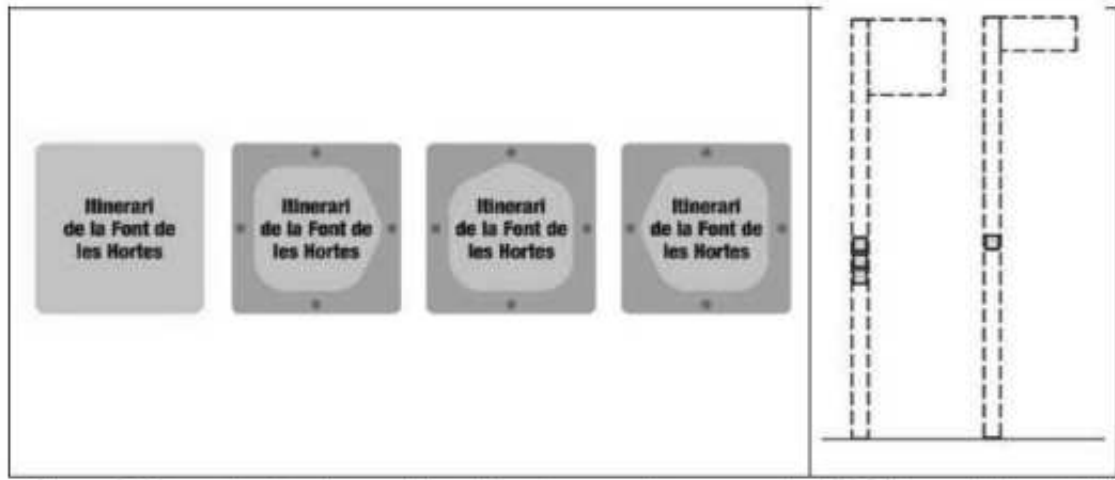 Itinerari
de la Font de
les Hortes
Itinerari
de la Font de
les Hortes
Itinerari
de la Font de
les Hortes
Itinerari
de la Font de
les Hortes